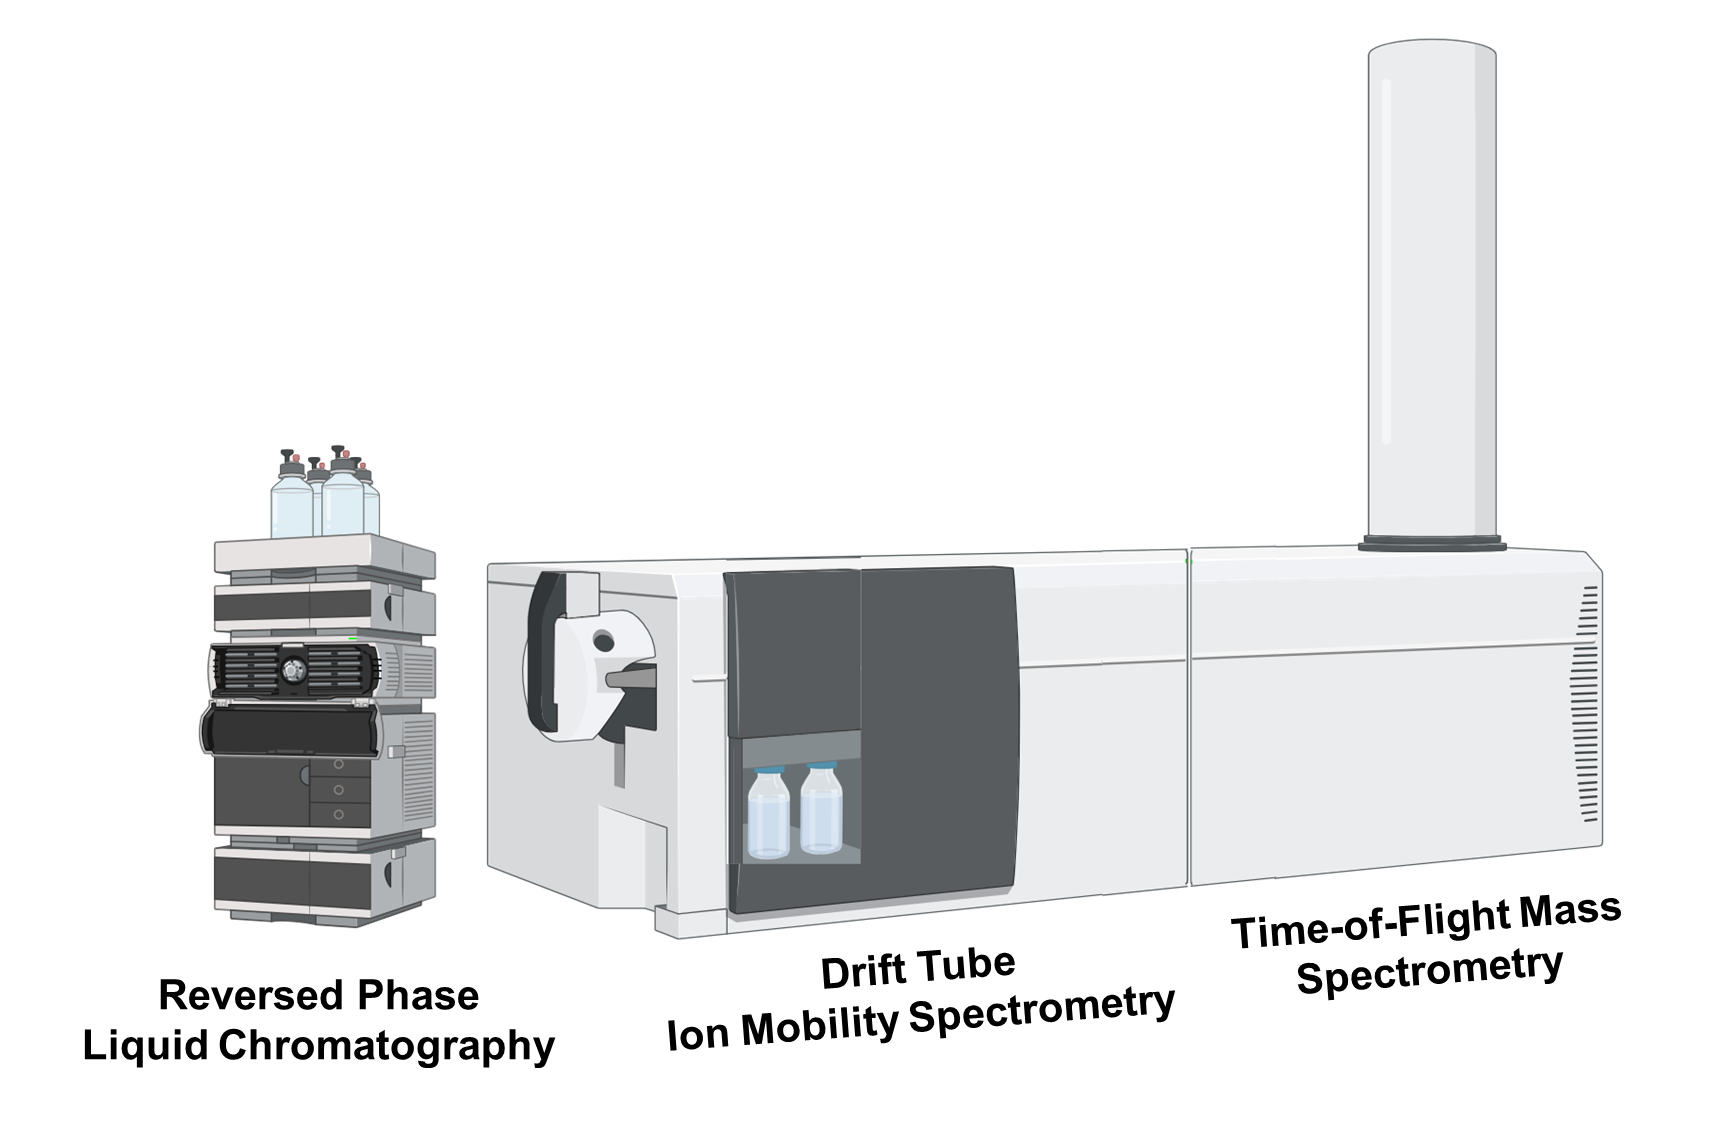 Reversed Phase
Liquid Chromatography
Drift Tube
Ion Mobility Spectrometry
Time-of-Flight Mass
Spectrometry